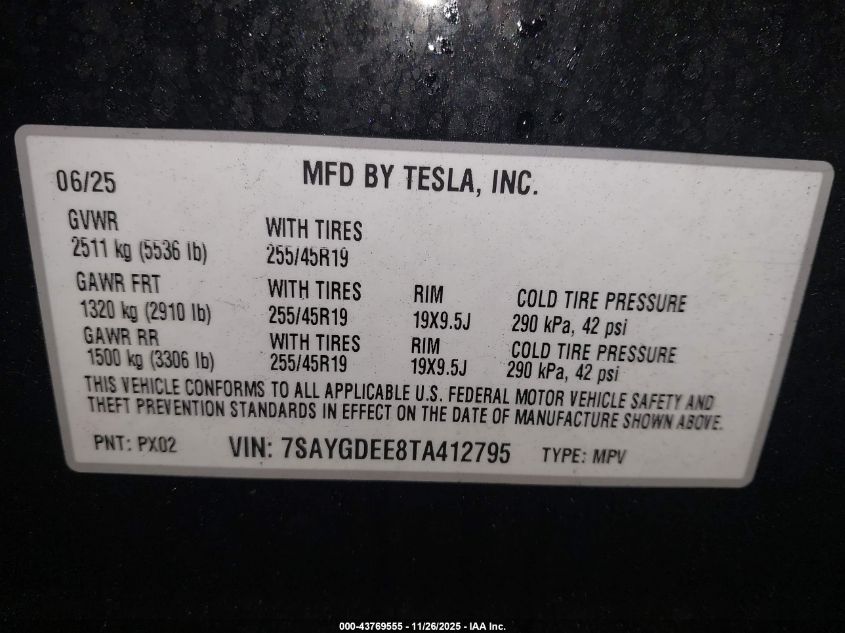 06/25 MFD BY TESLA, INC.
GVWR WITH TIRES
2511 kg (5536 lb) 255/45R19
GAWR FRT WITH TIRES RIM COLD TIRE PRESSURE
1320 kg (2910 lb) 255/45R19 19X9.5J 290 kPa, 42 psi
GAWR RR WITH TIRES RIM COLD TIRE PRESSURE
1500 kg (3306 lb) 255/45R19 19X9.5J 290 kPa, 42 psi
THIS VEHICLE CONFORMS TO ALL APPLICABLE U.S. FEDERAL MOTOR VEHICLE SAFETY AND
THEFT PREVENTION STANDARDS IN EFFECT ON THE DATE OF MANUFACTURE SHOWN ABOVE.
PNT: PX02 VIN: 7SAYGDEE8TA412795 TYPE: MPV
000-43769555 - 11/26/2025 - IAA Inc.